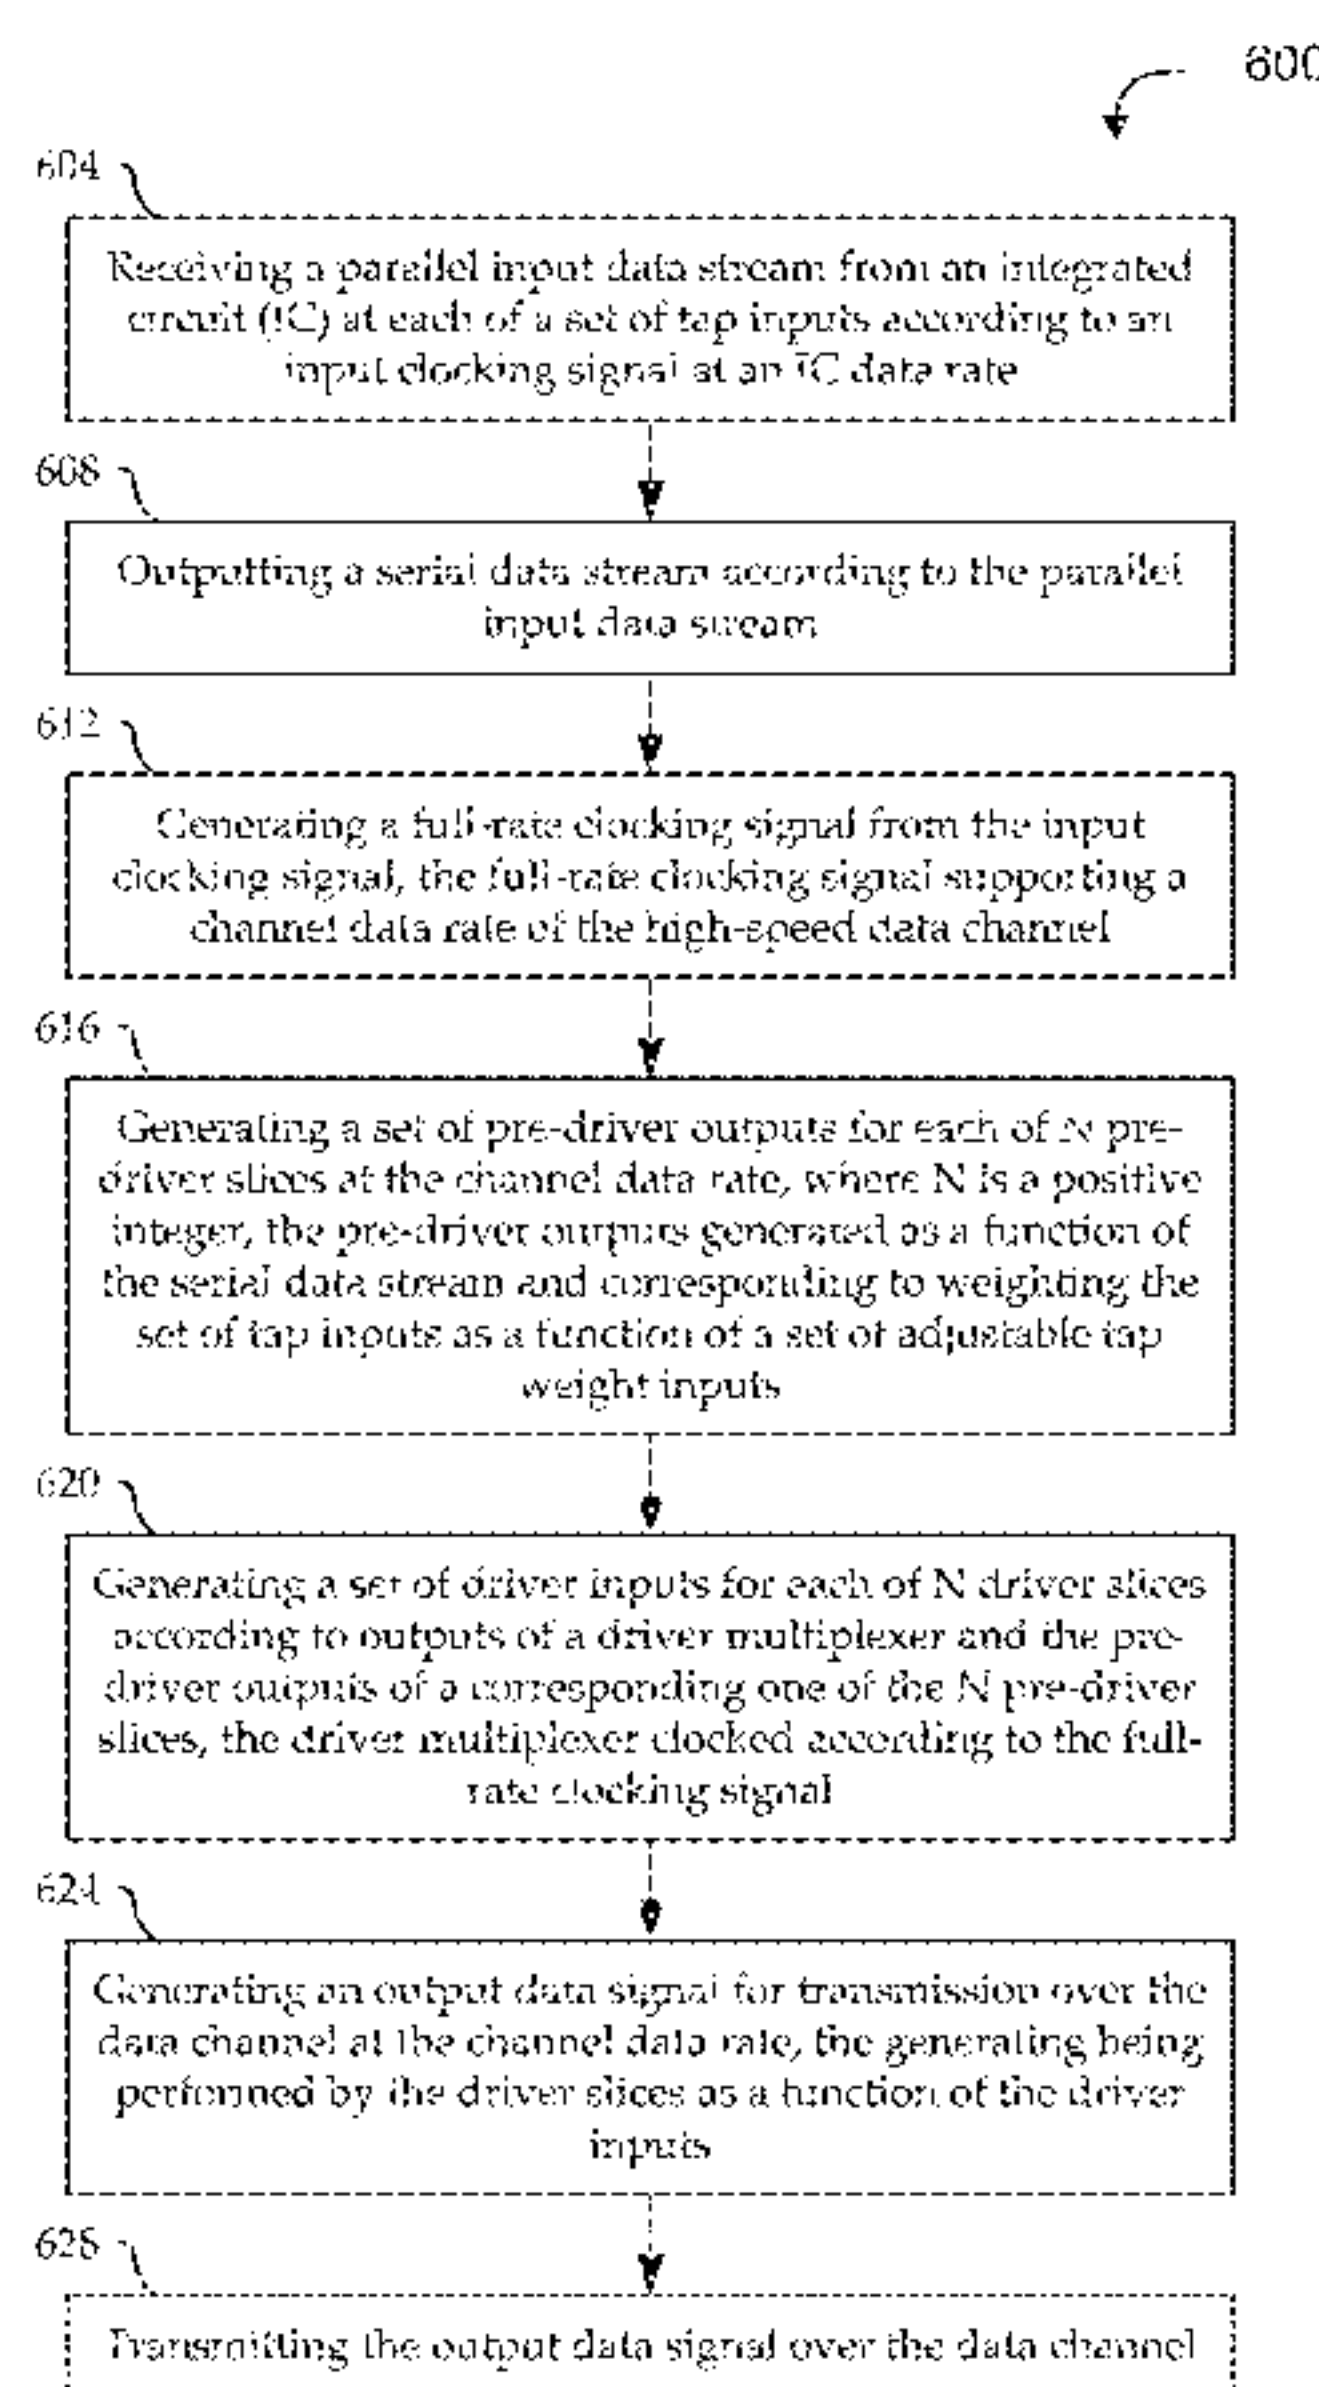 600
604
Receiving a parallel input data stream from an integrated
circuit (IC) at each of a set of tap inputs according to an
input clocking signal at an IC data rate
608
Outputting a serial data stream according to the parallel
input data stream
612
Generating a full-rate clocking signal from the input
clocking signal, the full-rate clocking signal supporting a
channel data rate of the high-speed data channel
616
Generating a set of pre-driver outputs for each of N pre-
driver slices at the channel data rate, where N is a positive
integer, the pre-driver outputs generated as a function of
the serial data stream and corresponding to weighting the
set of tap inputs as a function of a set of adjustable tap
weight inputs
620
Generating a set of driver inputs for each of N driver slices
according to outputs of a driver multiplexer and the pre-
driver outputs of a corresponding one of the N pre-driver
slices, the driver multiplexer clocked according to the full-
rate clocking signal
624
Generating an output data signal for transmission over the
data channel at the channel data rate, the generating being
performed by the driver slices as a function of the driver
inputs
628
Transmitting the output data signal over the data channel